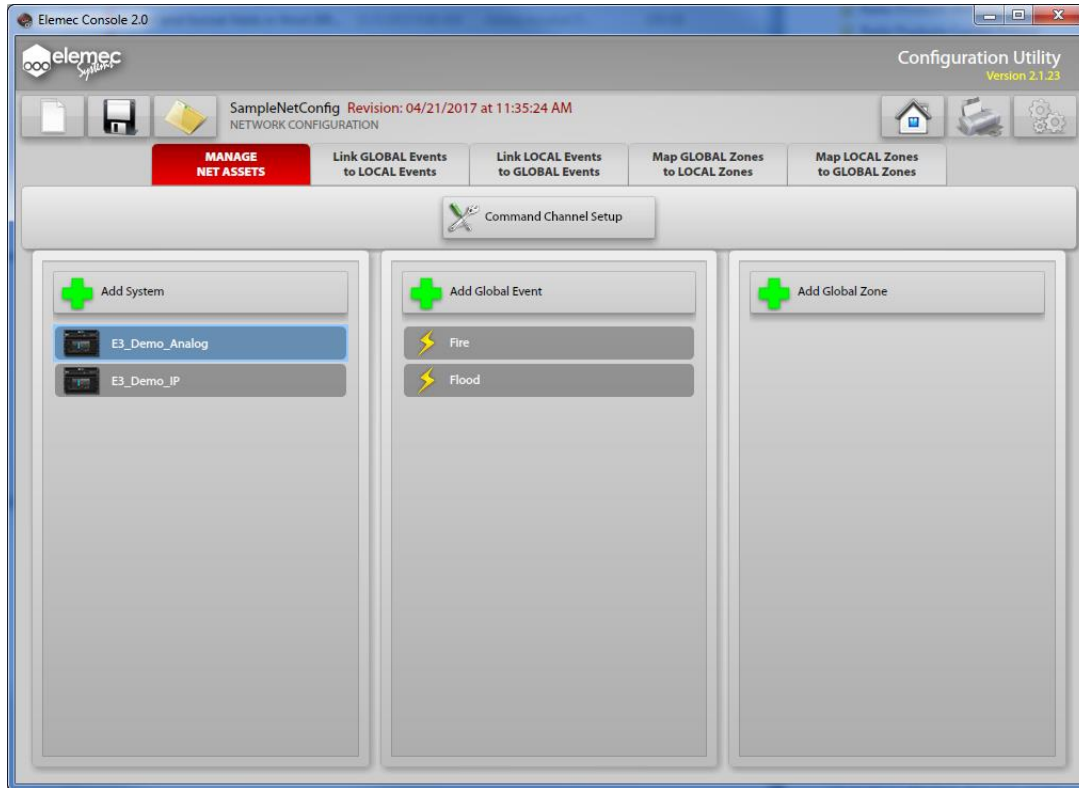 Elemec Console 2.0
elemec
Systems
Configuration Utility
Version 2.1.23
SampleNetConfig Revision: 04/21/2017 at 11:35:24 AM
NETWORK CONFIGURATION
MANAGE
NET ASSETS
Link GLOBAL Events
to LOCAL Events
Link LOCAL Events
to GLOBAL Events
Map GLOBAL Zones
to LOCAL Zones
Map LOCAL Zones
to GLOBAL Zones
Command Channel Setup
Add System
E3_Demo_Analog
E3_Demo_IP
Add Global Event
Fire
Flood
Add Global Zone